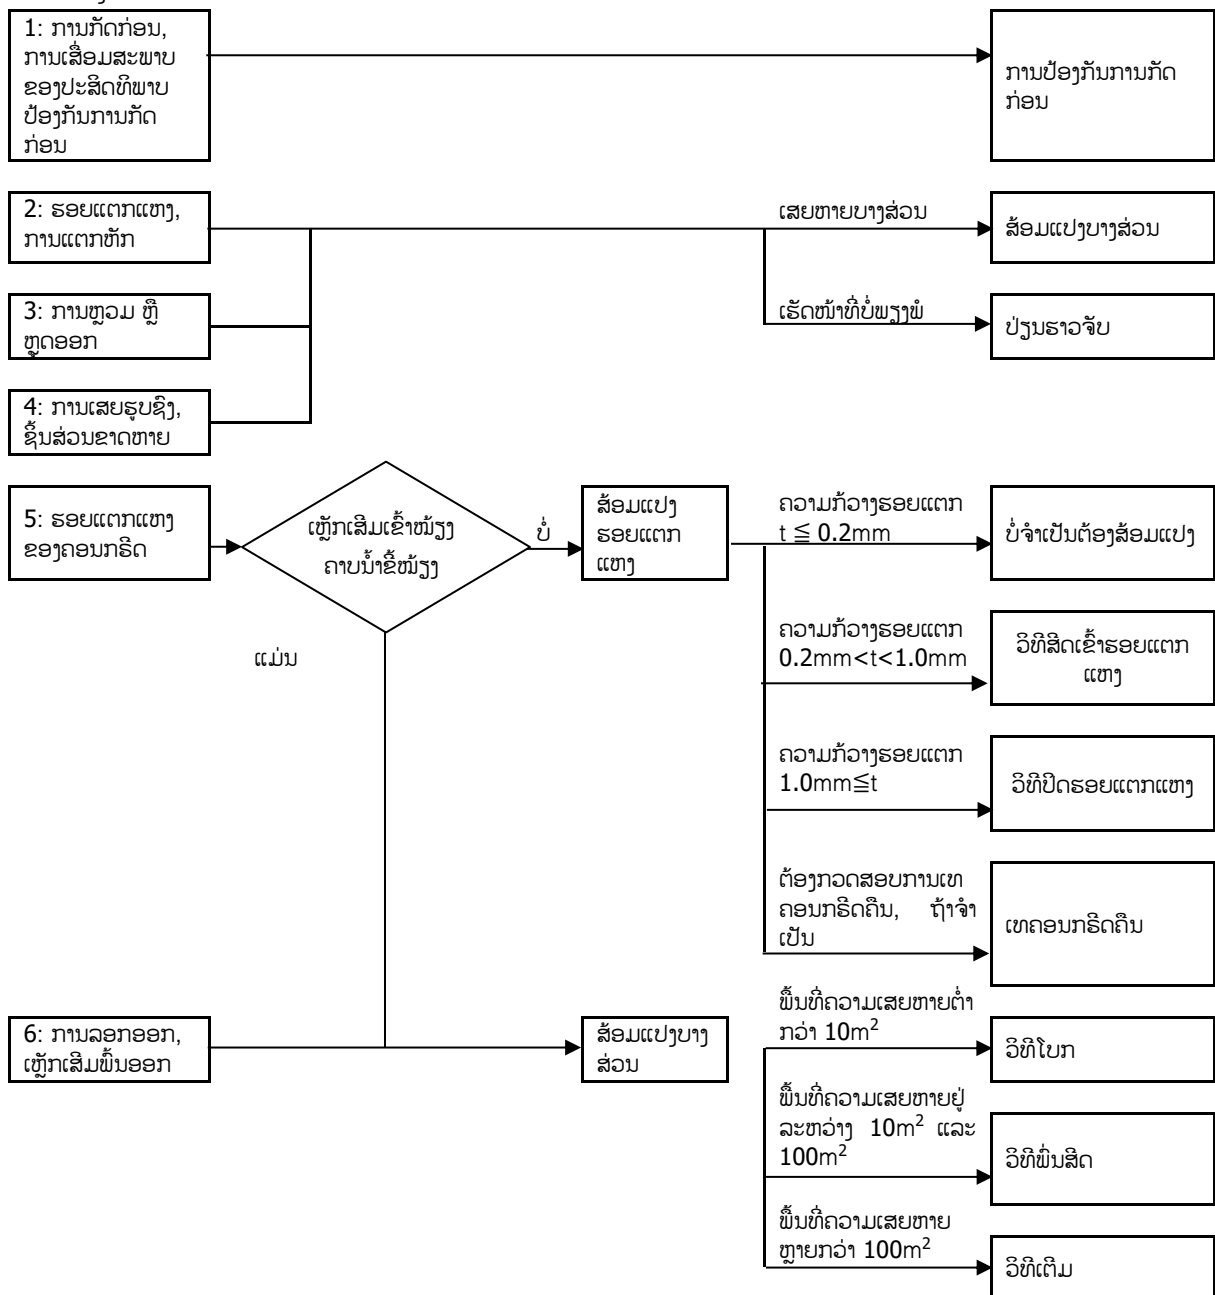 1: ການກັດກ່ອນ,
ການເສື່ອມສະພາບ
ຂອງປະສິດທິພາບ
ປ້ອງກັນການກັດ
ກ່ອນ
ການປ້ອງກັນການກັດ
ກ່ອນ
2: ຮອຍແຕກແຫງ,
ການແຕກຫັກ
ເສຍຫາຍບາງສ່ວນ
ສ້ອມແປງບາງສ່ວນ
3: ການຫຼວມ ຫຼື
ຫຼຸດອອກ
ເຮັດໜ້າທີ່ບໍ່ພຽງພໍ
ປ່ຽນຮາວຈັບ
4: ການເສຍຮູບຊົງ,
ຊິ້ນສ່ວນຂາດຫາຍ
5: ຮອຍແຕກແຫງ
ຂອງຄອນກຣີດ
ເຫຼັກເສີມເຂົ້າໝ້ຽງ
ຄາບນ້ຳຂີ້ໝ້ຽງ
ບໍ່
ແມ່ນ
ສ້ອມແປງ
ຮອຍແຕກ
ແຫງ
ຄວາມກ້ວາງຮອຍແຕກ
t ≦ 0.2mm
ບໍ່ຈຳເປັນຕ້ອງສ້ອມແປງ
ຄວາມກ້ວາງຮອຍແຕກ
0.2mm<t<1.0mm
ວິທີສີດເຂົ້າຮອຍແຕກ
ແຫງ
ຄວາມກ້ວາງຮອຍແຕກ
1.0mm≦t
ວິທີປິດຮອຍແຕກແຫງ
ຕ້ອງກວດສອບການເທ
ຄອນກຣີດຄືນ, ຖ້າຈຳ
ເປັນ
ເທຄອນກຣີດຄືນ
6: ການລອກອອກ,
ເຫຼັກເສີມພົ້ນອອກ
ສ້ອມແປງບາງ
ສ່ວນ
ພື້ນທີ່ຄວາມເສຍຫາຍຕ່ຳ
ກວ່າ 10m²
ວິທີໂບກ
ພື້ນທີ່ຄວາມເສຍຫາຍຢູ່
ລະຫວ່າງ 10m² ແລະ
100m²
ວິທີພົ່ນສີດ
ພື້ນທີ່ຄວາມເສຍຫາຍ
ຫຼາຍກວ່າ 100m²
ວິທີເຕີມ